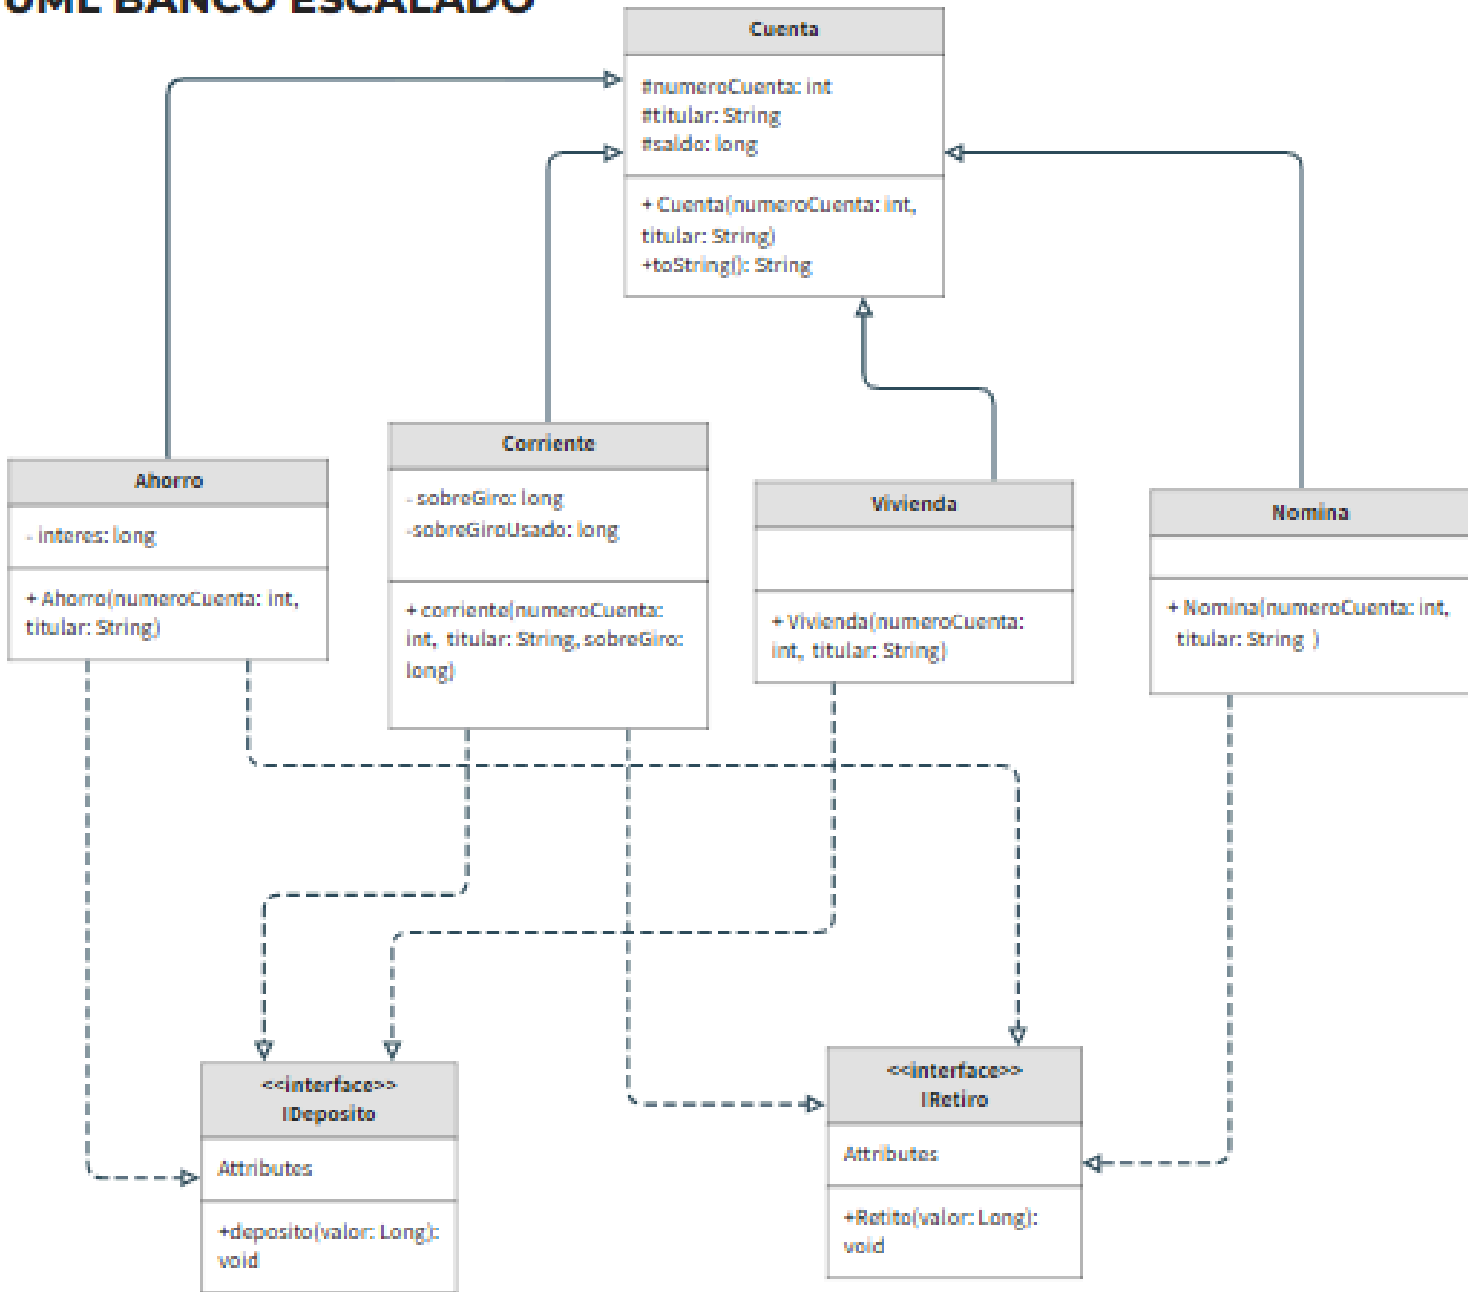 UML BANCO ESCALADO
Cuenta
#numeroCuenta: int
#titular: String
#saldo: long
+ Cuenta(numeroCuenta: int,
titular: String)
+toString(): String
Ahorro
- interes: long
+ Ahorro(numeroCuenta: int,
titular: String)
Corriente
- sobreGiro: long
-sobreGiroUsado: long
+ corriente(numeroCuenta:
int, titular: String, sobreGiro:
long)
Vivienda
+ Vivienda(numeroCuenta:
int, titular: String)
Nomina
+ Nomina(numeroCuenta: int,
titular: String )
<<interface>>
IDeposito
Attributes
+deposito(valor: Long):
void
<<interface>>
IRetiro
Attributes
+Retito(valor: Long):
void